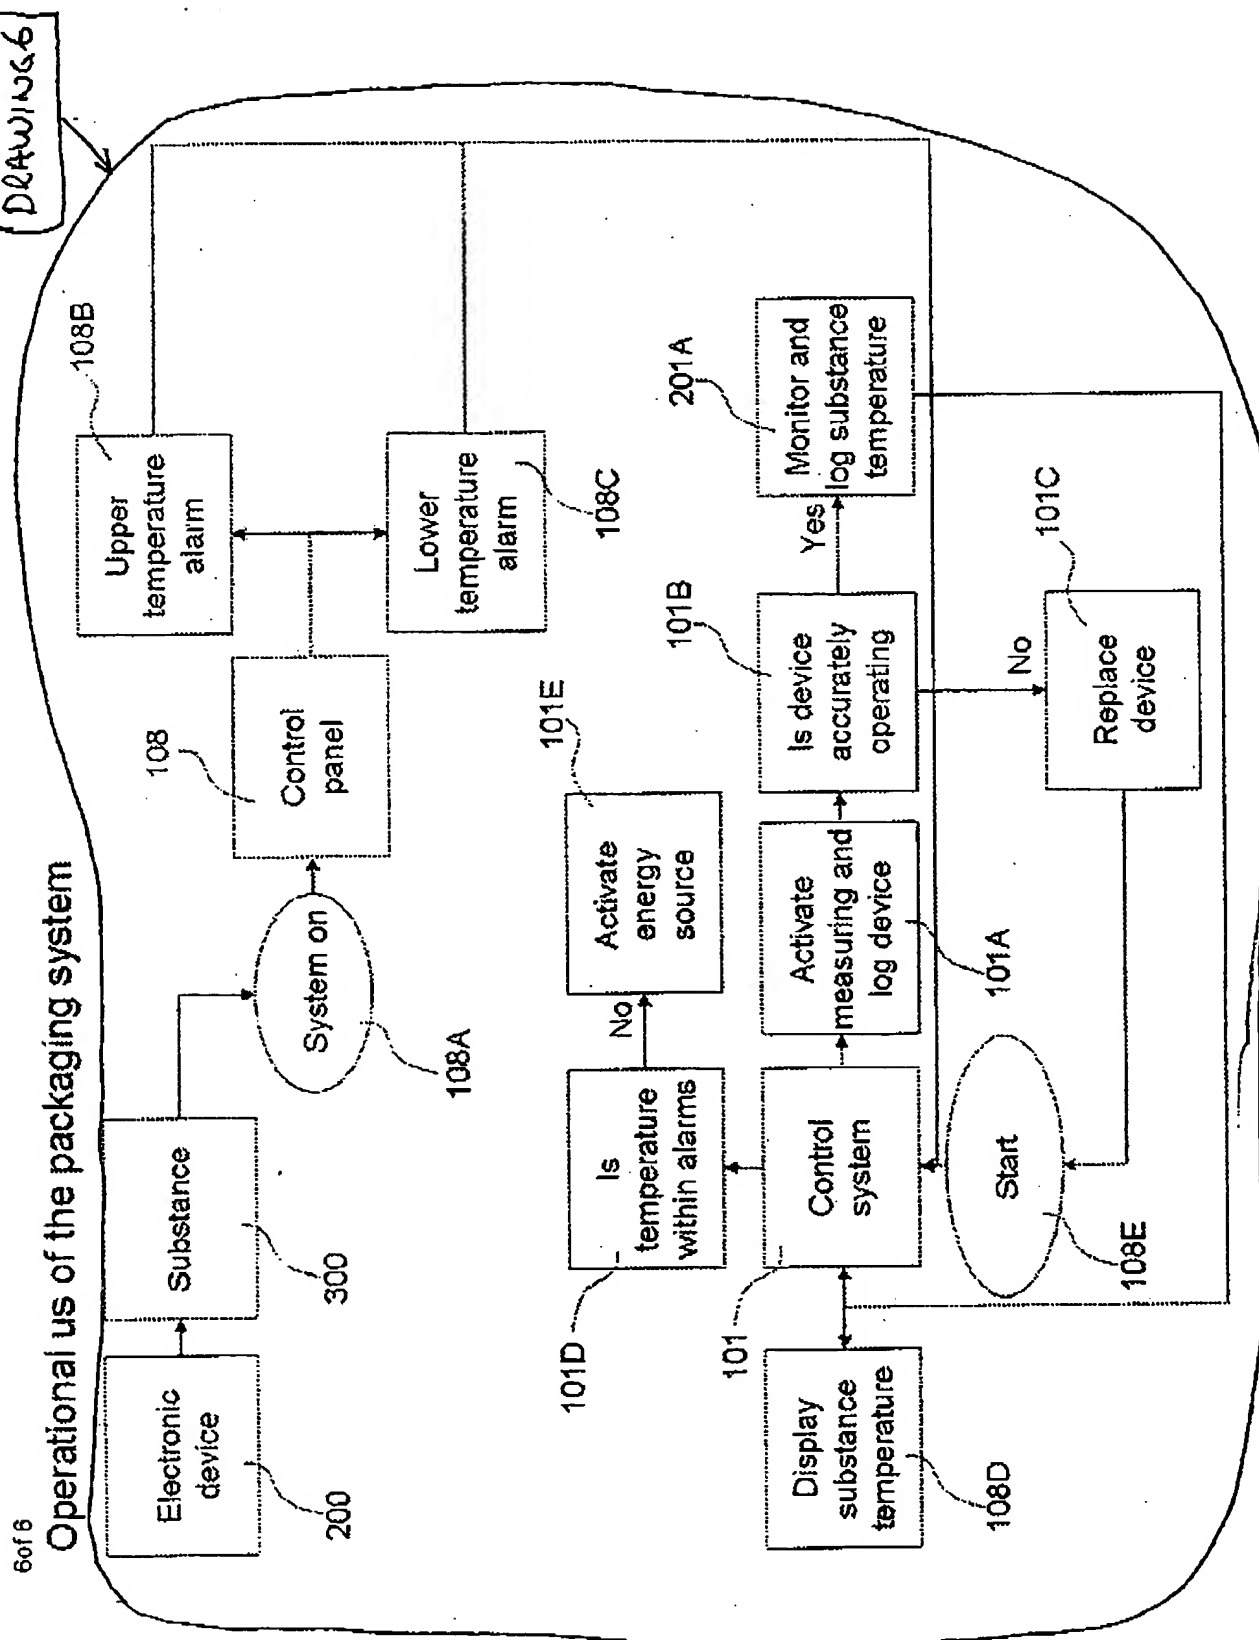 DRAWING 6
6 of 6
Operational us of the packaging system
Electronic
device
200
Substance
300
System on
108A
Control
panel
108
Upper
temperature
alarm
108B
Lower
temperature
alarm
108C
Is
temperature
within alarms
101D
No
Activate
energy
source
101E
Display
substance
temperature
108D
Control
system
101
Activate
measuring and
log device
101A
Is device
accurately
operating
101B
Yes
Monitor and
log substance
temperature
201A
Start
108E
No
Replace
device
101C